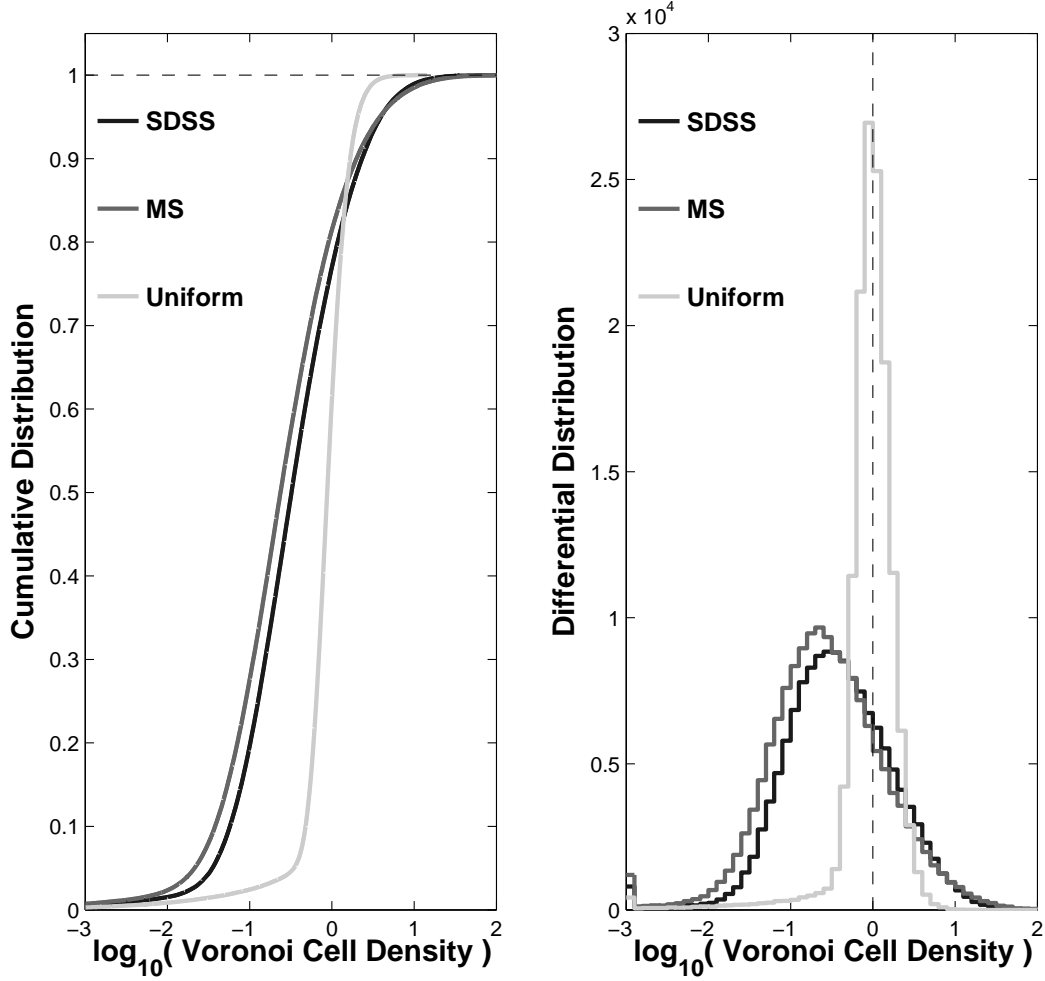 1
0.9
0.8
0.7
0.6
0.5
0.4
0.3
0.2
0.1
0
Cumulative Distribution
SDSS
MS
Uniform
−3 −2 −1 0 1 2
log10( Voronoi Cell Density )
x 10^4
3
2.5
2
1.5
1
0.5
0
Differential Distribution
SDSS
MS
Uniform
−3 −2 −1 0 1 2
log10( Voronoi Cell Density )